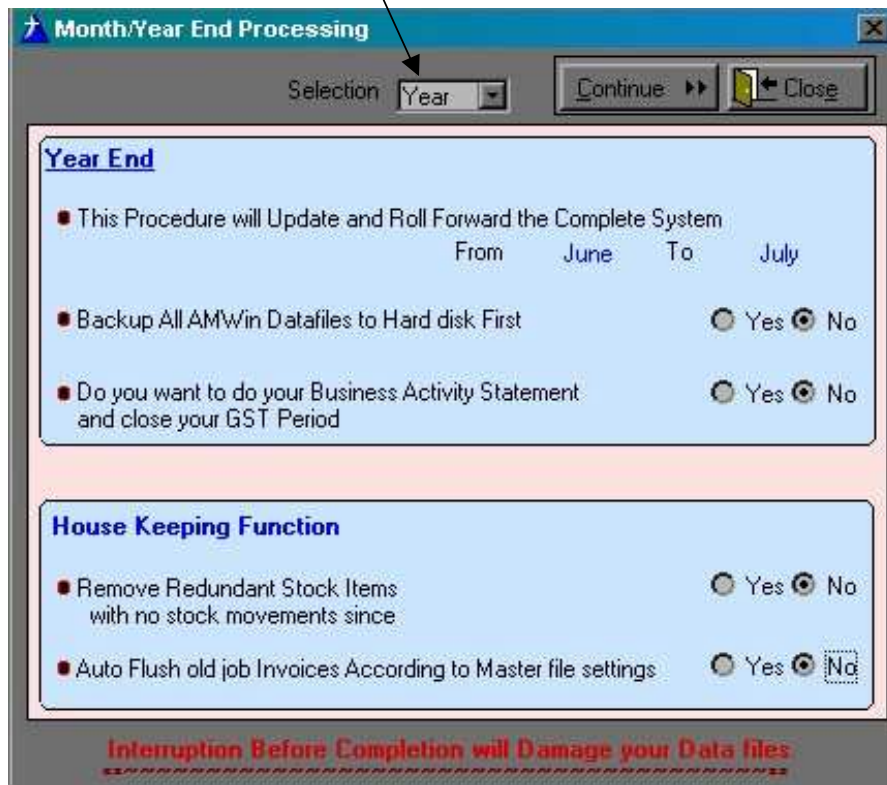 Month/Year End Processing
Selection Year Continue Close
Year End
This Procedure will Update and Roll Forward the Complete System
From June To July
Backup All AMWin Datafiles to Hard disk First Yes No
Do you want to do your Business Activity Statement Yes No
and close your GST Period
House Keeping Function
Remove Redundant Stock Items Yes No
with no stock movements since
Auto Flush old job Invoices According to Master file settings Yes No
Interruption Before Completion will Damage your Data files